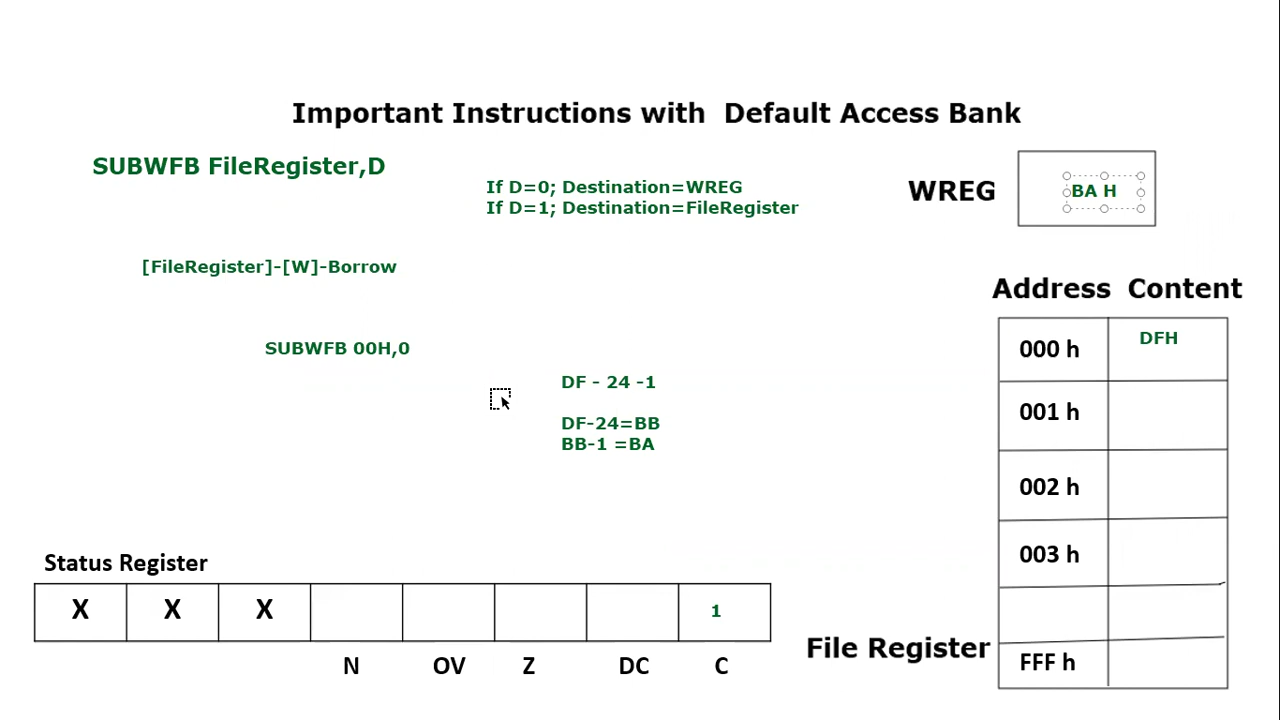 Important Instructions with Default Access Bank
SUBWFB FileRegister,D
If D=0; Destination=WREG
If D=1; Destination=FileRegister
WREG
BA H
[FileRegister]-[W]-Borrow
Address Content
SUBWFB 00H,0
000 h DFH
DF - 24 -1
001 h
DF-24=BB
BB-1 =BA
002 h
003 h
Status Register
X X X 1
N OV Z DC C
File Register
FFF h